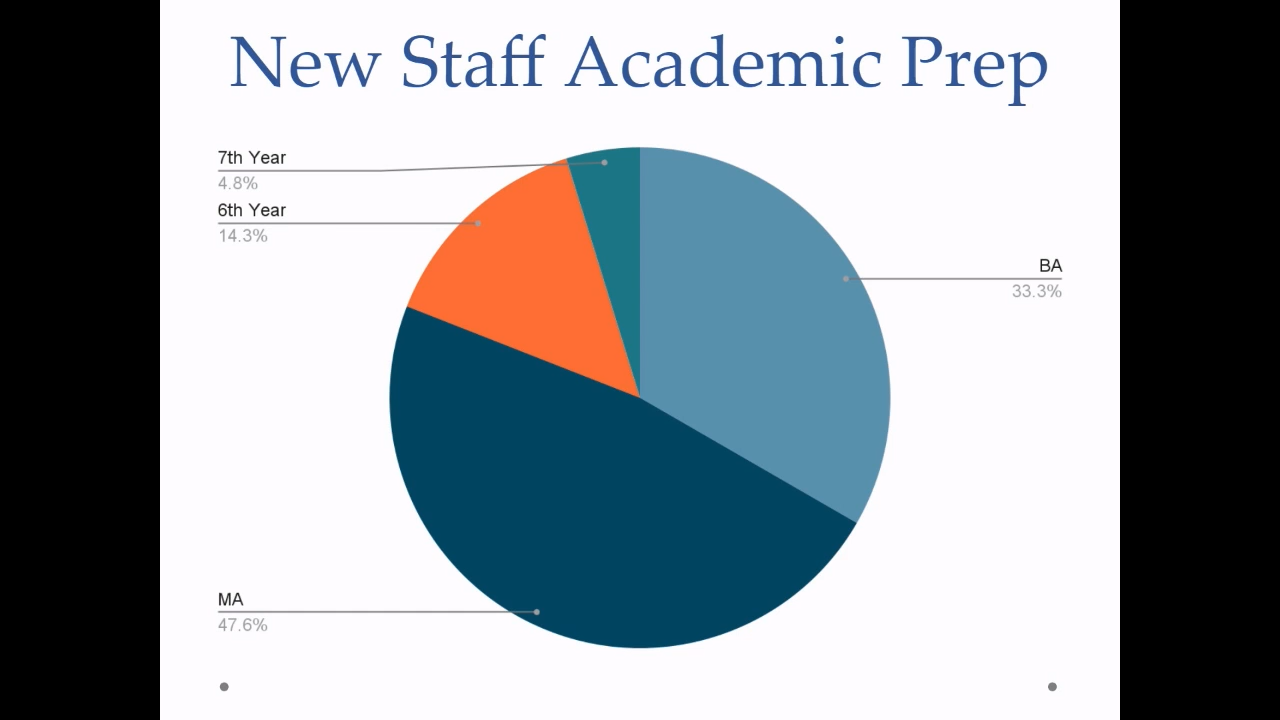 New Staff Academic Prep
7th Year
4.8%
6th Year
14.3%
BA
33.3%
MA
47.6%